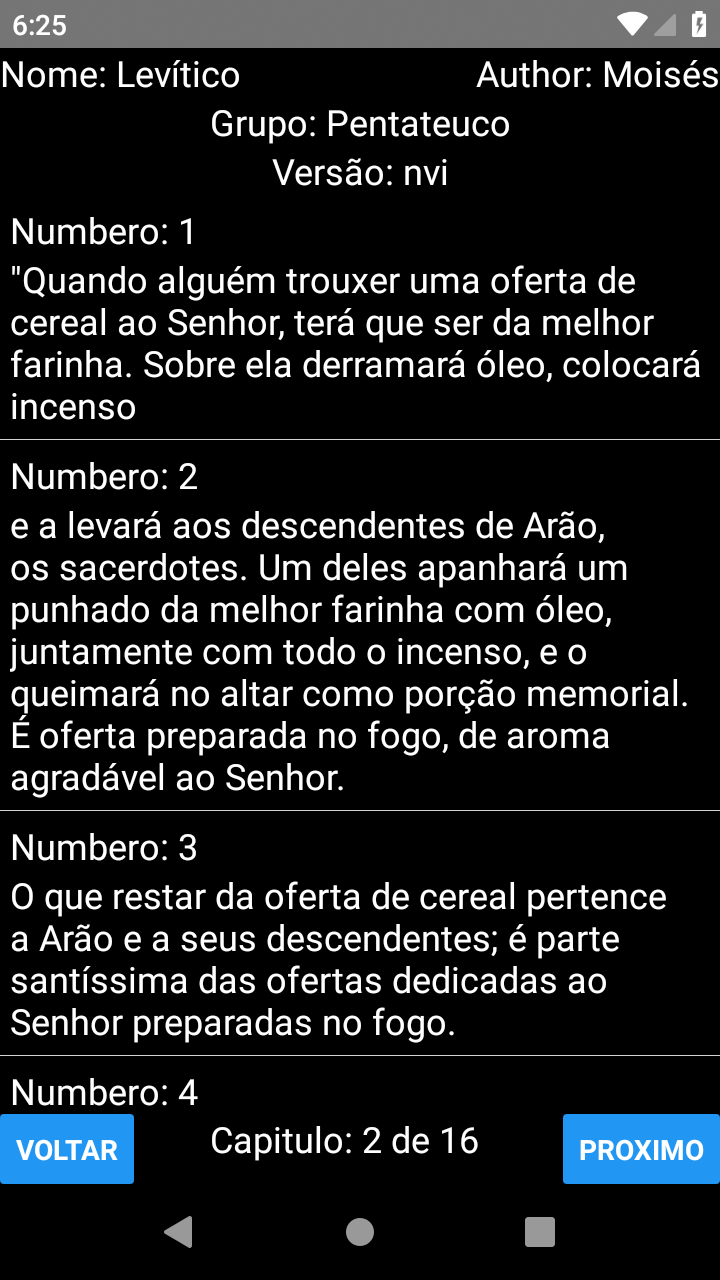 6:25
Nome: Levítico Author: Moisés
Grupo: Pentateuco
Versão: nvi
Numbero: 1
"Quando alguém trouxer uma oferta de
cereal ao Senhor, terá que ser da melhor
farinha. Sobre ela derramará óleo, colocará
incenso
Numbero: 2
e a levará aos descendentes de Arão,
os sacerdotes. Um deles apanhará um
punhado da melhor farinha com óleo,
juntamente com todo o incenso, e o
queimará no altar como porção memorial.
É oferta preparada no fogo, de aroma
agradável ao Senhor.
Numbero: 3
O que restar da oferta de cereal pertence
a Arão e a seus descendentes; é parte
santíssima das ofertas dedicadas ao
Senhor preparadas no fogo.
Numbero: 4
VOLTAR Capitulo: 2 de 16 PROXIMO